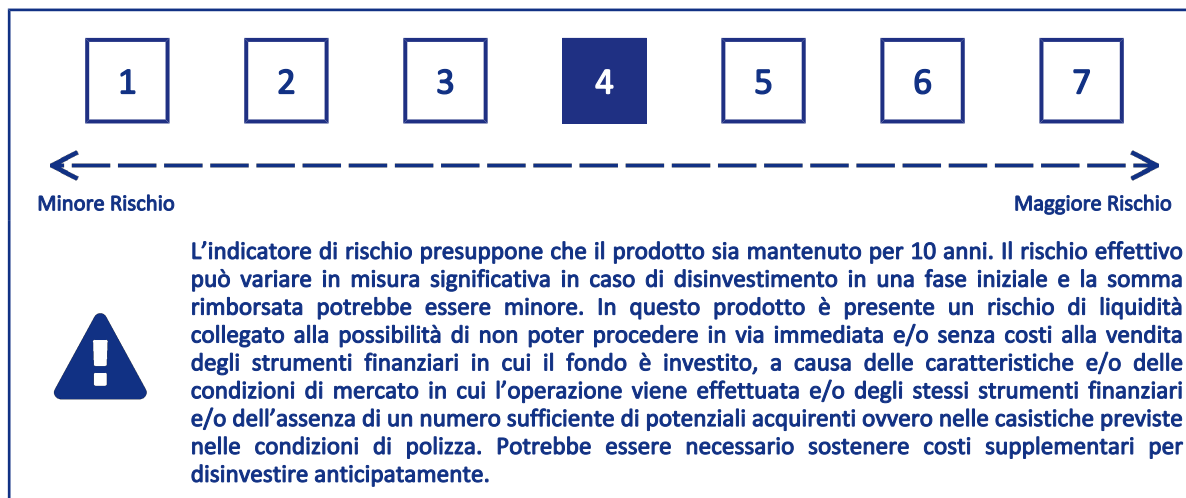 1 2 3 4 5 6 7
Minore Rischio Maggiore Rischio
L’indicatore di rischio presuppone che il prodotto sia mantenuto per 10 anni. Il rischio effettivo
può variare in misura significativa in caso di disinvestimento in una fase iniziale e la somma
rimborsata potrebbe essere minore. In questo prodotto è presente un rischio di liquidità
collegato alla possibilità di non poter procedere in via immediata e/o senza costi alla vendita
degli strumenti finanziari in cui il fondo è investito, a causa delle caratteristiche e/o delle
condizioni di mercato in cui l’operazione viene effettuata e/o degli stessi strumenti finanziari
e/o dell’assenza di un numero sufficiente di potenziali acquirenti ovvero nelle casistiche previste
nelle condizioni di polizza. Potrebbe essere necessario sostenere costi supplementari per
disinvestire anticipatamente.